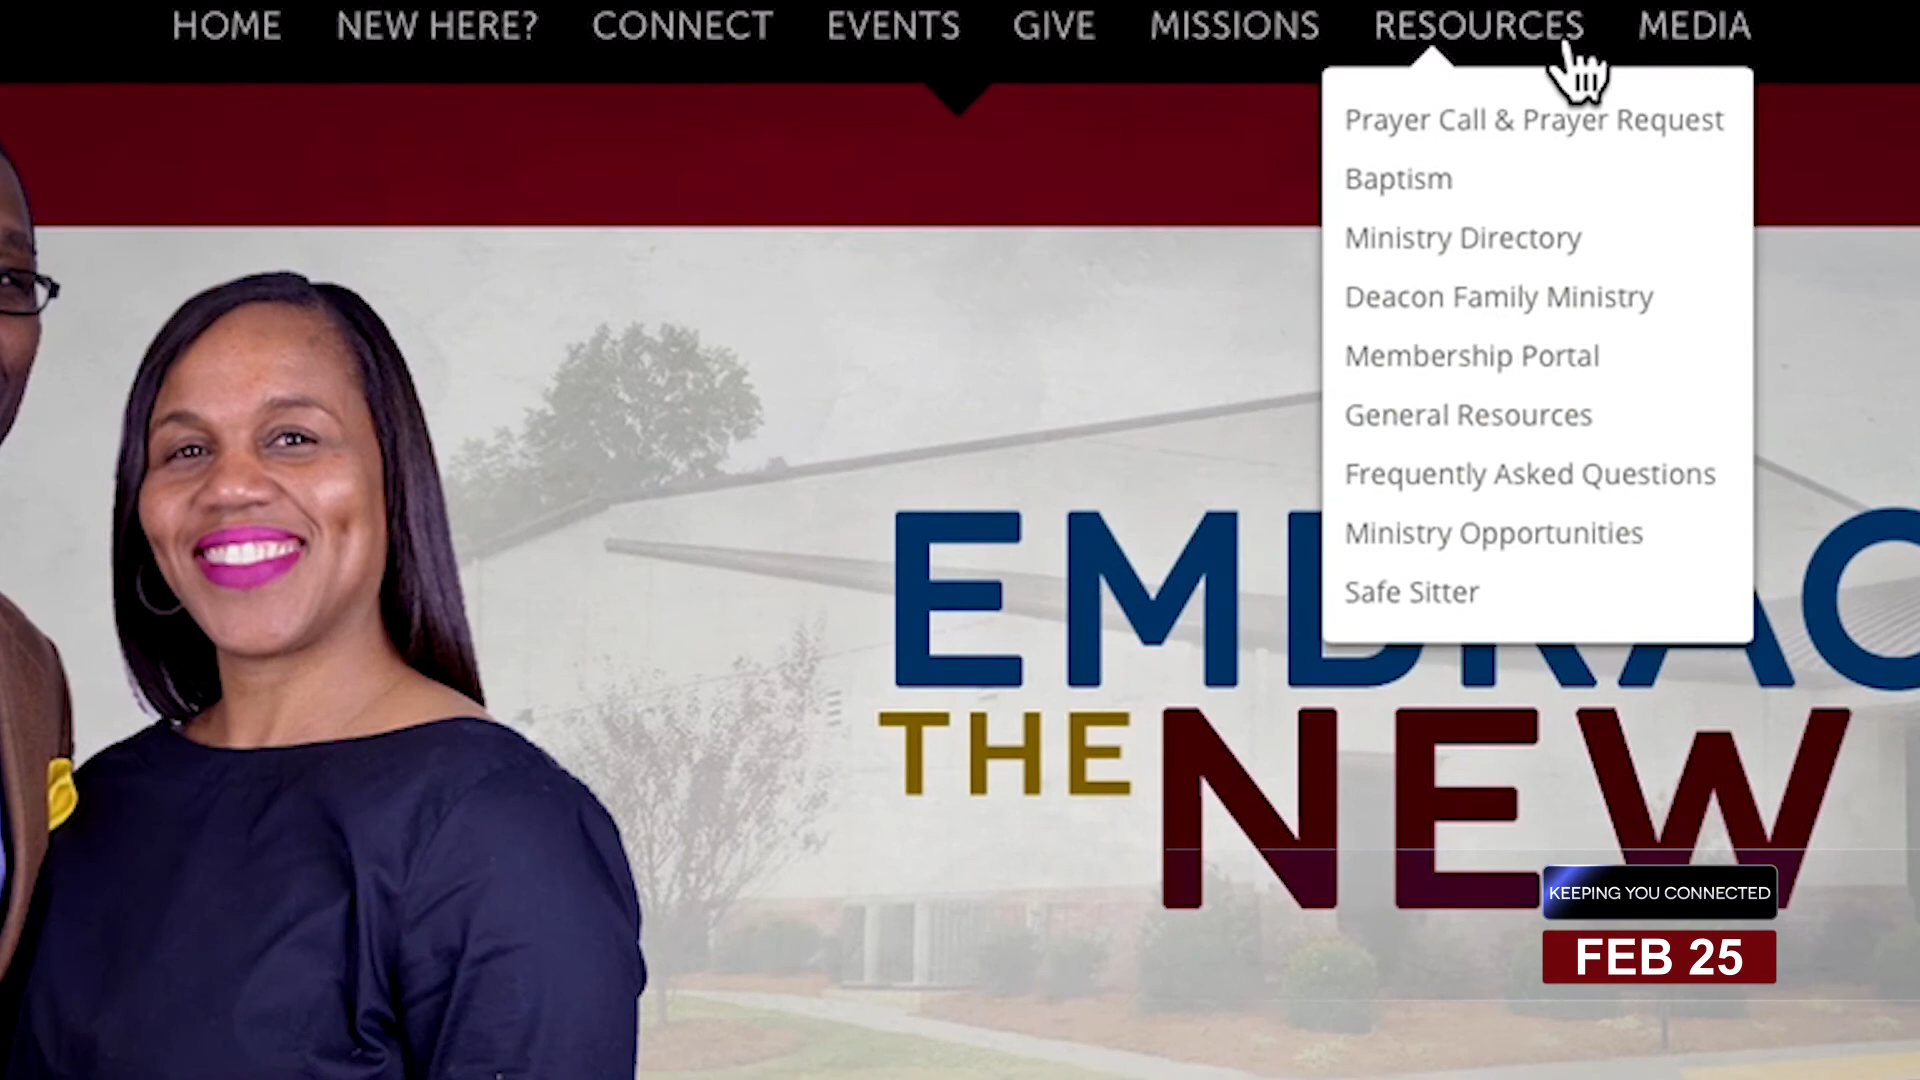 HOME NEW HERE? CONNECT EVENTS GIVE MISSIONS RESOURCES MEDIA
Prayer Call & Prayer Request
Baptism
Ministry Directory
Deacon Family Ministry
Membership Portal
General Resources
Frequently Asked Questions
Ministry Opportunities
Safe Sitter
EMBRAC
THE NEW
KEEPING YOU CONNECTED
FEB 25